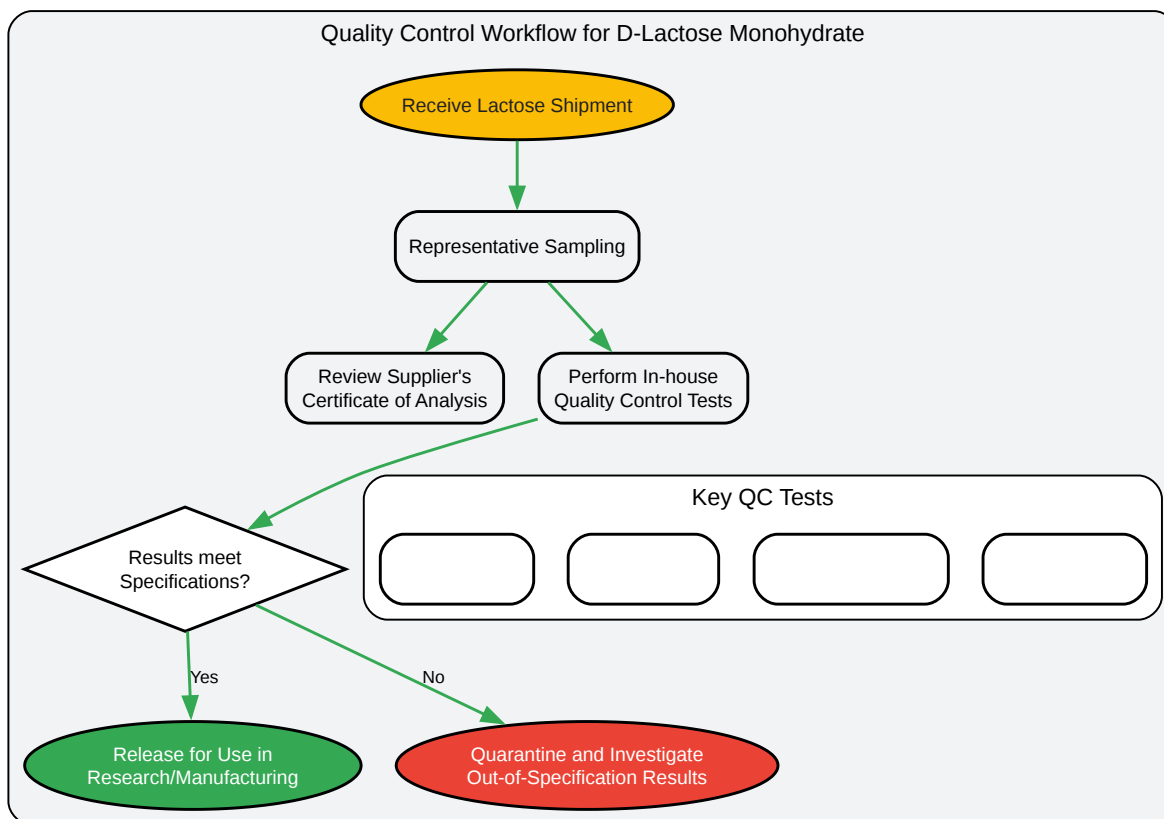 Quality Control Workflow for D-Lactose Monohydrate
Receive Lactose Shipment
Representative Sampling
Review Supplier's
Certificate of Analysis
Perform In-house
Quality Control Tests
Key QC Tests
Results meet
Specifications?
Yes
No
Release for Use in
Research/Manufacturing
Quarantine and Investigate
Out-of-Specification Results